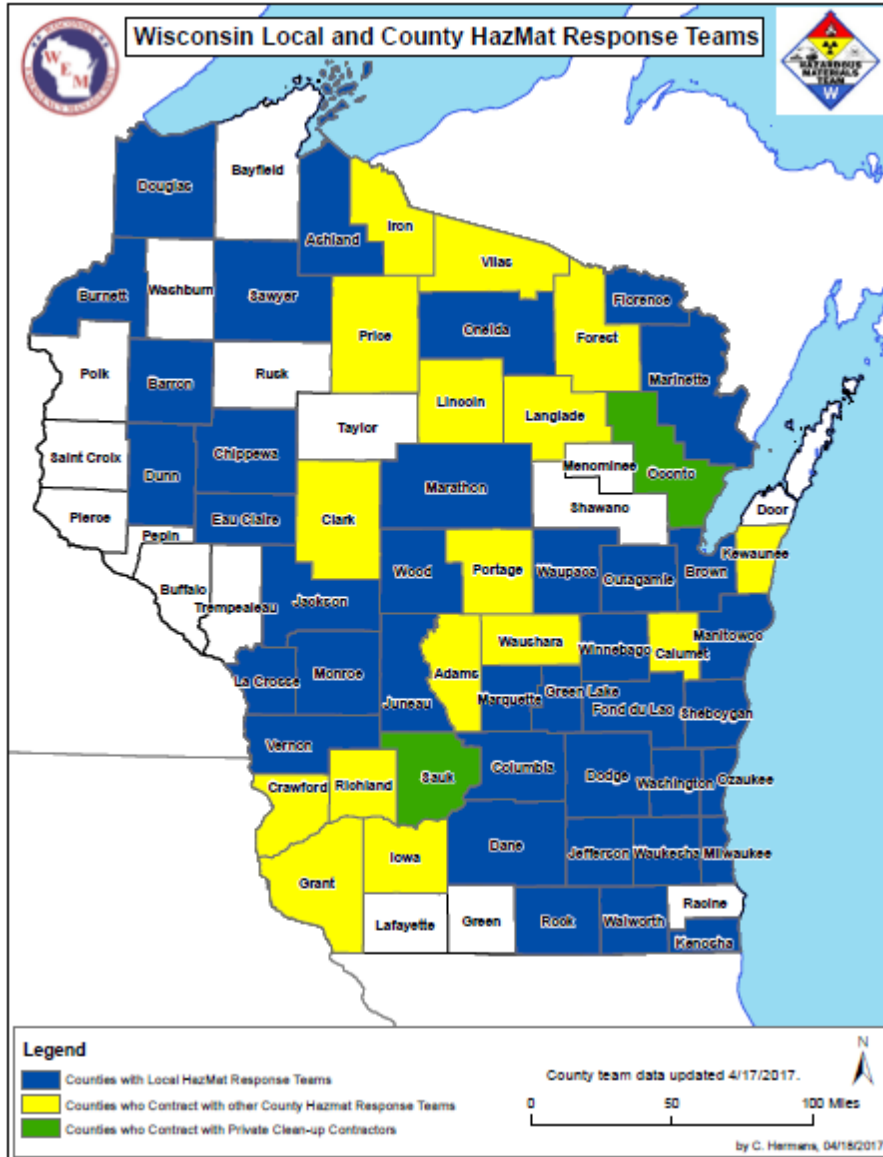 Wisconsin Local and County HazMat Response Teams
WEM
HAZARDOUS
MATERIALS
TEAM
W
Bayfield
Douglas
Iron
Ashland
Vilas
Washburn
Burnett
Sawyer
Florence
Price
Oneida
Forest
Polk
Rusk
Barron
Marinette
Lincoln
Langlade
Taylor
Chippewa
Saint Croix
Menominee
Oconto
Dunn
Marathon
Shawano
Pierce
Eau Claire
Clark
Door
Pepin
Kewaunee
Wood
Portage
Waupaca
Outagamie
Brown
Buffalo
Trempealeau
Jackson
Waushara
Winnebago
Manitowoc
Calumet
Adams
Monroe
La Crosse
Juneau
Marquette
Green Lake
Fond du Lac
Sheboygan
Vernon
Columbia
Dodge
Washington
Ozaukee
Sauk
Crawford
Richland
Dane
Jefferson
Waukesha
Milwaukee
Iowa
Grant
Racine
Lafayette
Green
Rock
Walworth
Kenosha
Legend
Counties with Local HazMat Response Teams
Counties who Contract with other County Hazmat Response Teams
Counties who Contract with Private Clean-up Contractors
County team data updated 4/17/2017.
N
0 50 100 Miles
by C. Hermans, 04/18/2017